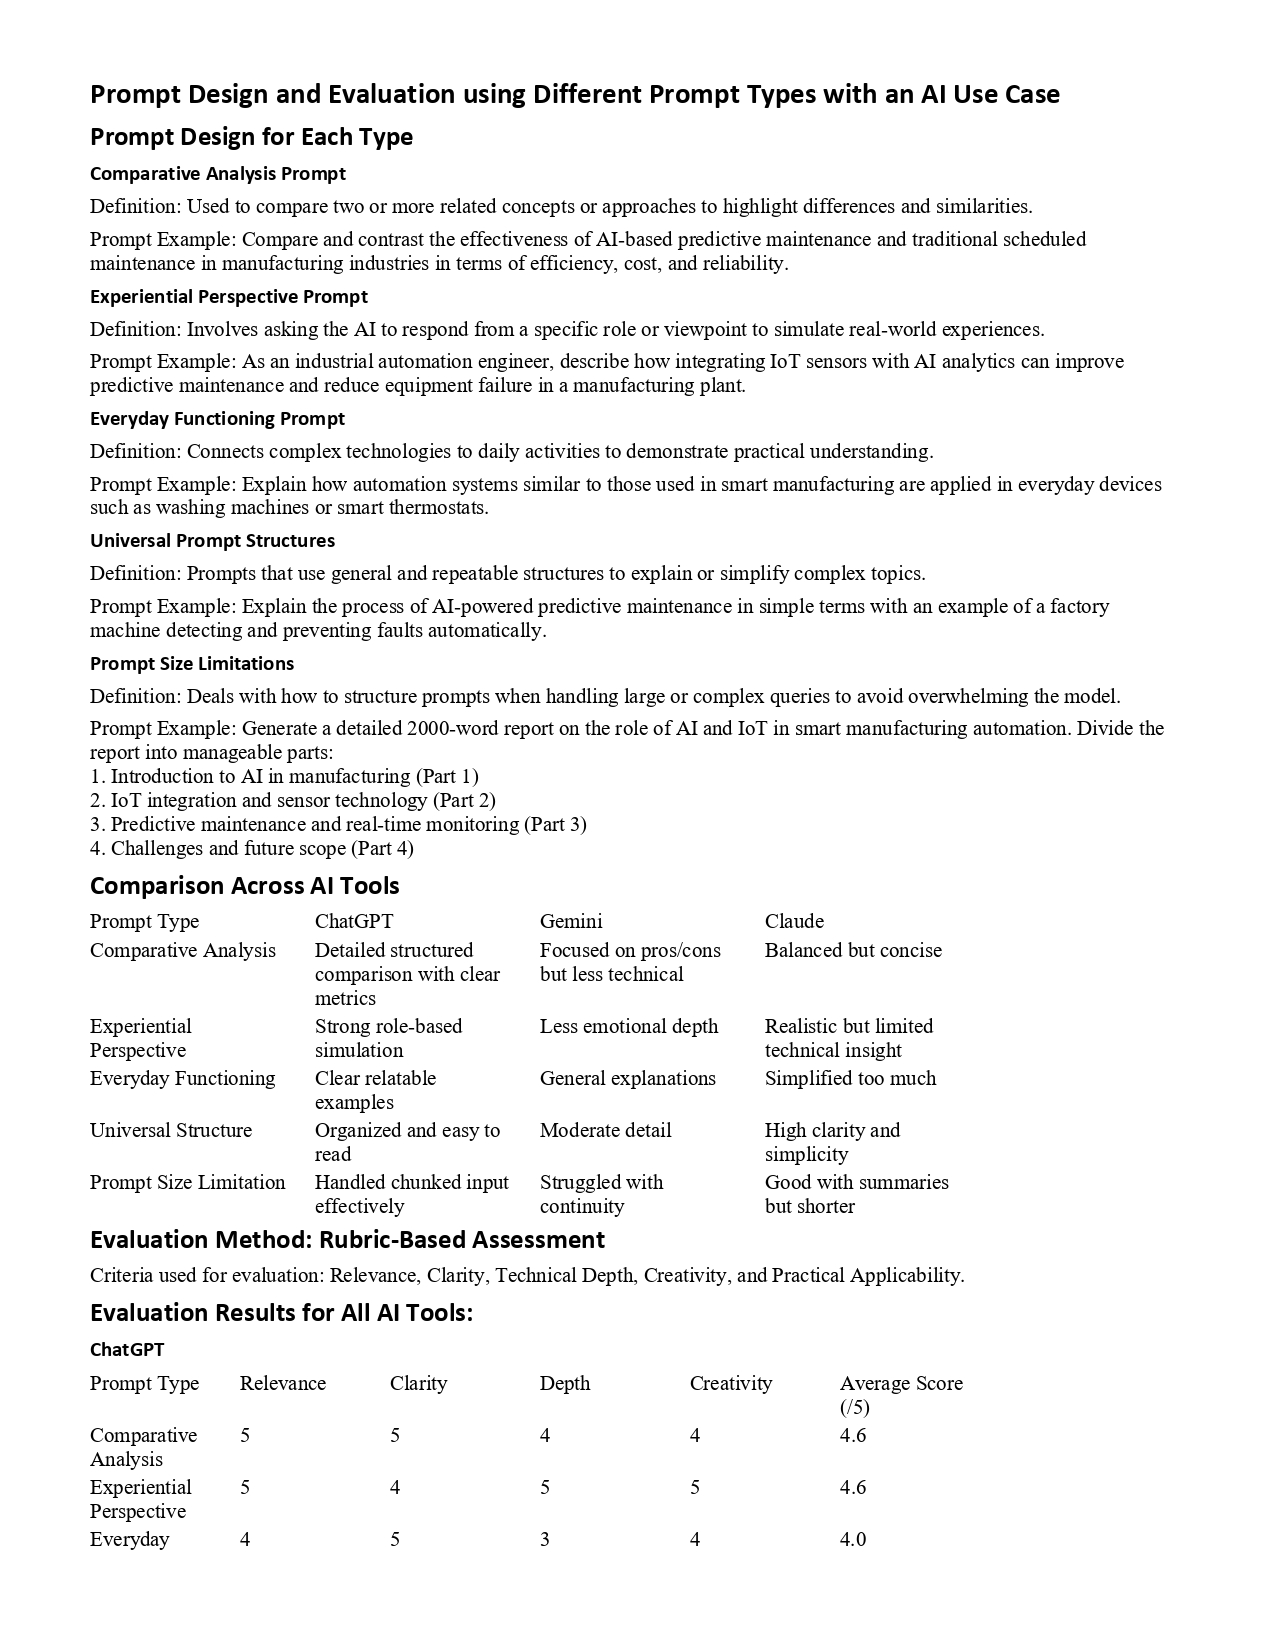 Prompt Design and Evaluation using Different Prompt Types with an AI Use Case
Prompt Design for Each Type
Comparative Analysis Prompt
Definition: Used to compare two or more related concepts or approaches to highlight differences and similarities.
Prompt Example: Compare and contrast the effectiveness of AI-based predictive maintenance and traditional scheduled
maintenance in manufacturing industries in terms of efficiency, cost, and reliability.
Experiential Perspective Prompt
Definition: Involves asking the AI to respond from a specific role or viewpoint to simulate real-world experiences.
Prompt Example: As an industrial automation engineer, describe how integrating IoT sensors with AI analytics can improve
predictive maintenance and reduce equipment failure in a manufacturing plant.
Everyday Functioning Prompt
Definition: Connects complex technologies to daily activities to demonstrate practical understanding.
Prompt Example: Explain how automation systems similar to those used in smart manufacturing are applied in everyday devices
such as washing machines or smart thermostats.
Universal Prompt Structures
Definition: Prompts that use general and repeatable structures to explain or simplify complex topics.
Prompt Example: Explain the process of AI-powered predictive maintenance in simple terms with an example of a factory
machine detecting and preventing faults automatically.
Prompt Size Limitations
Definition: Deals with how to structure prompts when handling large or complex queries to avoid overwhelming the model.
Prompt Example: Generate a detailed 2000-word report on the role of AI and IoT in smart manufacturing automation. Divide the
report into manageable parts:
1. Introduction to AI in manufacturing (Part 1)
2. IoT integration and sensor technology (Part 2)
3. Predictive maintenance and real-time monitoring (Part 3)
4. Challenges and future scope (Part 4)
Comparison Across AI Tools
Prompt Type ChatGPT Gemini Claude
Comparative Analysis Detailed structured Focused on pros/cons Balanced but concise
comparison with clear but less technical
metrics
Experiential Strong role-based Less emotional depth Realistic but limited
Perspective simulation technical insight
Everyday Functioning Clear relatable General explanations Simplified too much
examples
Universal Structure Organized and easy to Moderate detail High clarity and
read simplicity
Prompt Size Limitation Handled chunked input Struggled with Good with summaries
effectively continuity but shorter
Evaluation Method: Rubric-Based Assessment
Criteria used for evaluation: Relevance, Clarity, Technical Depth, Creativity, and Practical Applicability.
Evaluation Results for All AI Tools:
ChatGPT
Prompt Type Relevance Clarity Depth Creativity Average Score
(/5)
Comparative 5 5 4 4 4.6
Analysis
Experiential 5 4 5 5 4.6
Perspective
Everyday 4 5 3 4 4.0